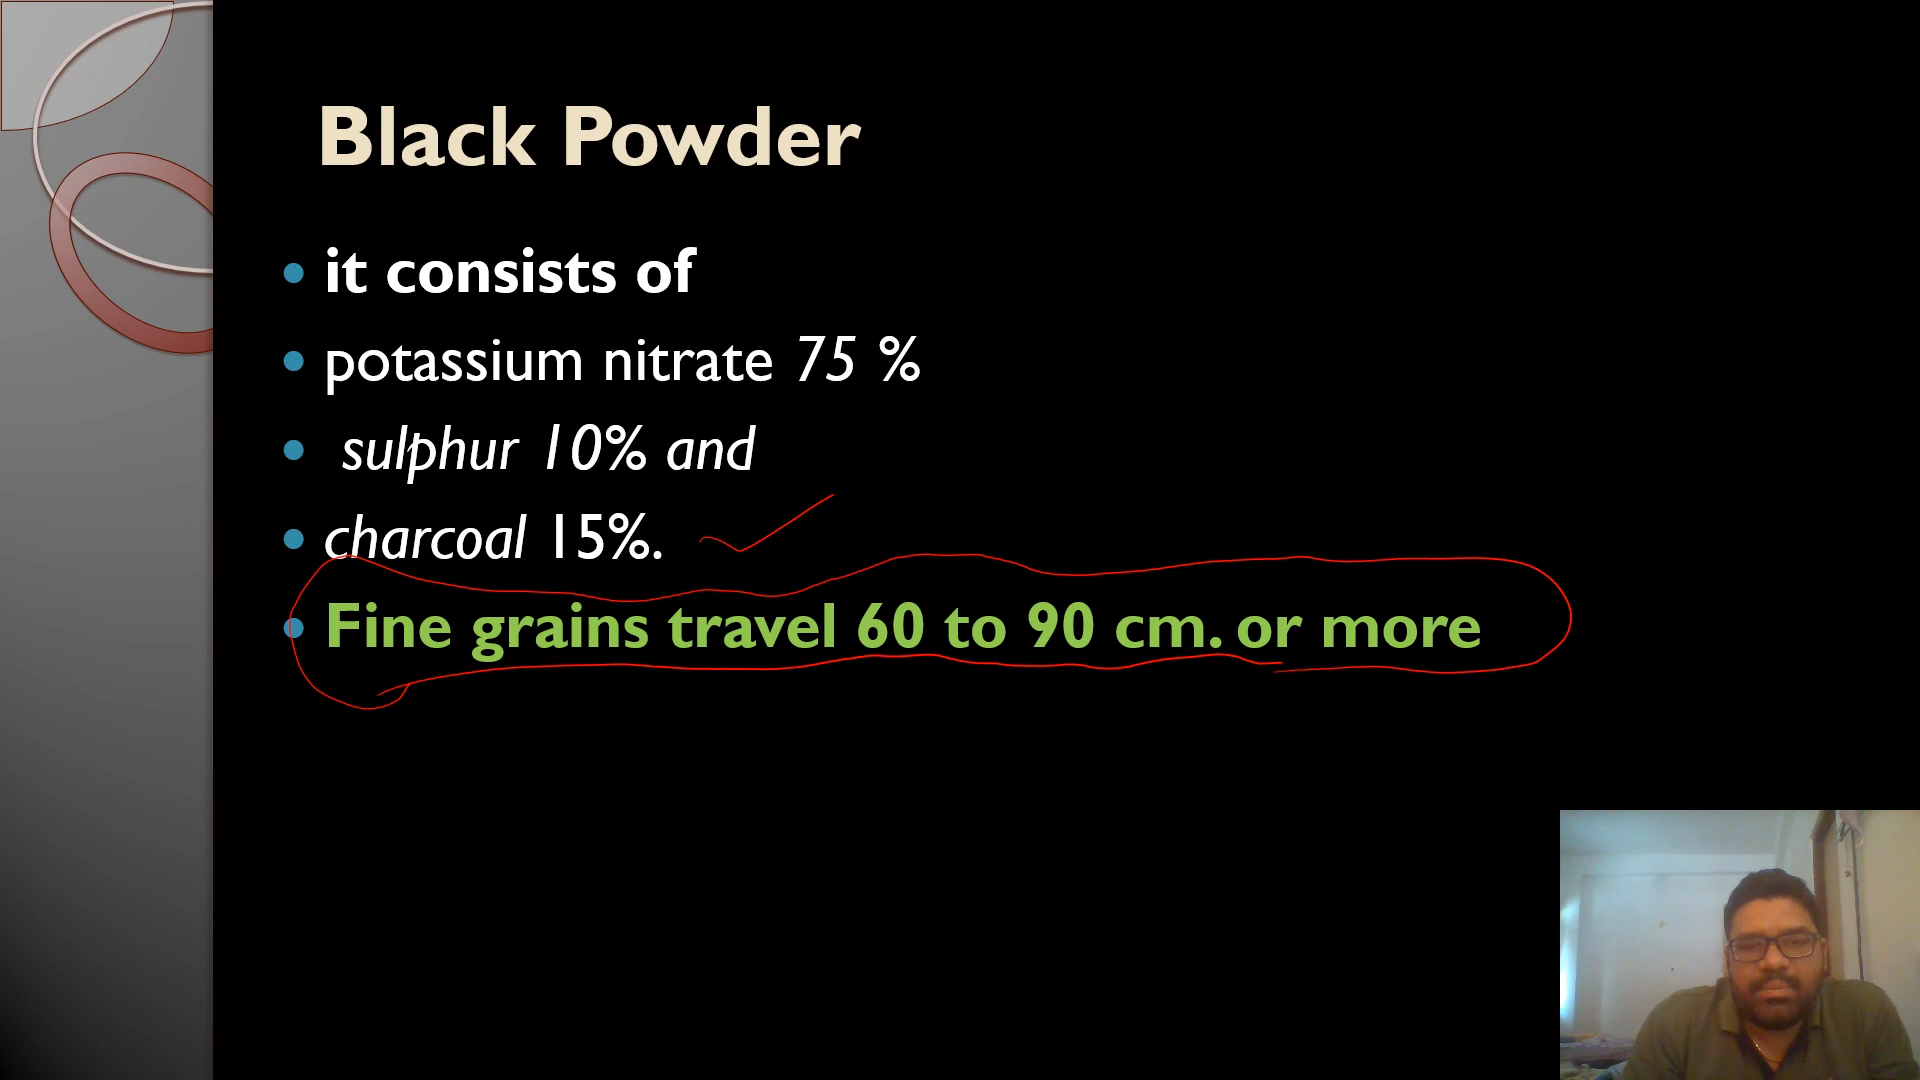 Black Powder
it consists of
potassium nitrate 75 %
sulphur 10% and
charcoal 15%.
Fine grains travel 60 to 90 cm. or more